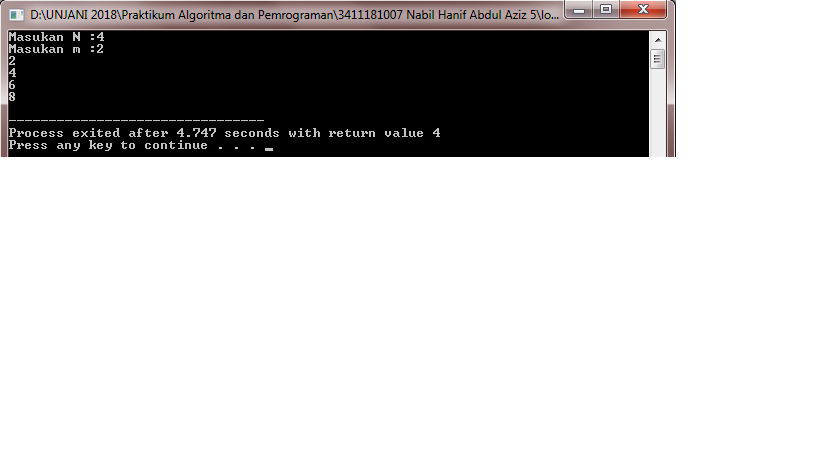 D:\UNJANI 2018\Praktikum Algoritma dan Pemrograman\3411181007 Nabil Hanif Abdul Aziz 5\lo...
Masukan N :4
Masukan m :2
2
4
6
8
--------------------------------
Process exited after 4.747 seconds with return value 4
Press any key to continue . . . _